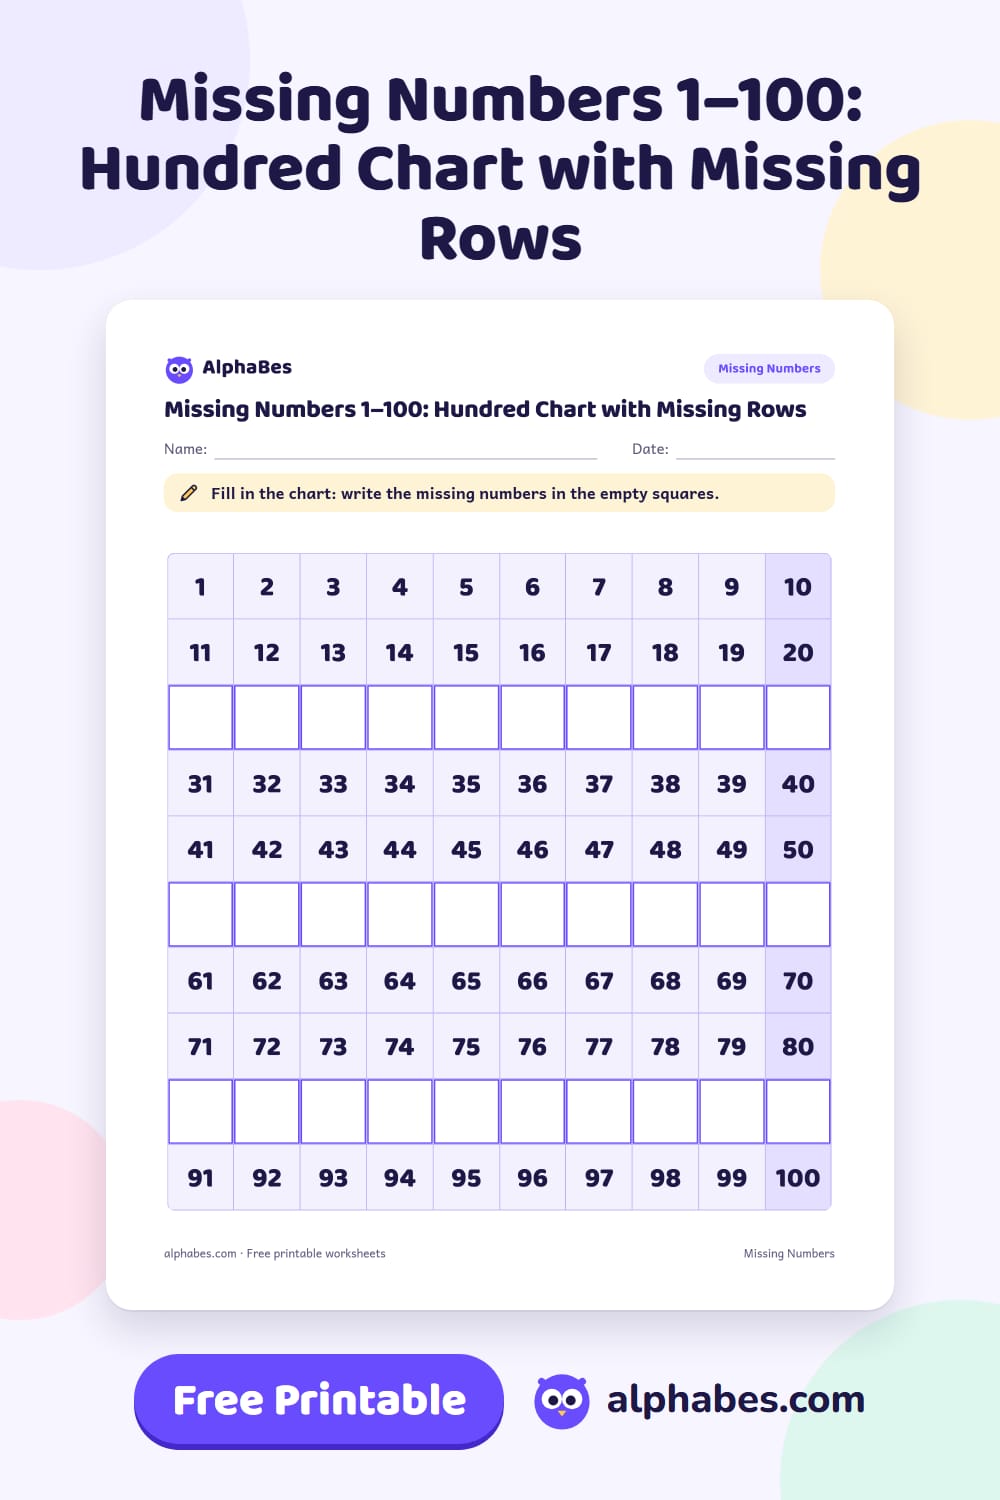 Missing Numbers 1–100:
Hundred Chart with Missing
Rows
AlphaBes
Missing Numbers
Missing Numbers 1–100: Hundred Chart with Missing Rows
Name:
Date:
Fill in the chart: write the missing numbers in the empty squares.
1 2 3 4 5 6 7 8 9 10
11 12 13 14 15 16 17 18 19 20
31 32 33 34 35 36 37 38 39 40
41 42 43 44 45 46 47 48 49 50
61 62 63 64 65 66 67 68 69 70
71 72 73 74 75 76 77 78 79 80
91 92 93 94 95 96 97 98 99 100
alphabes.com · Free printable worksheets
Missing Numbers
Free Printable
alphabes.com